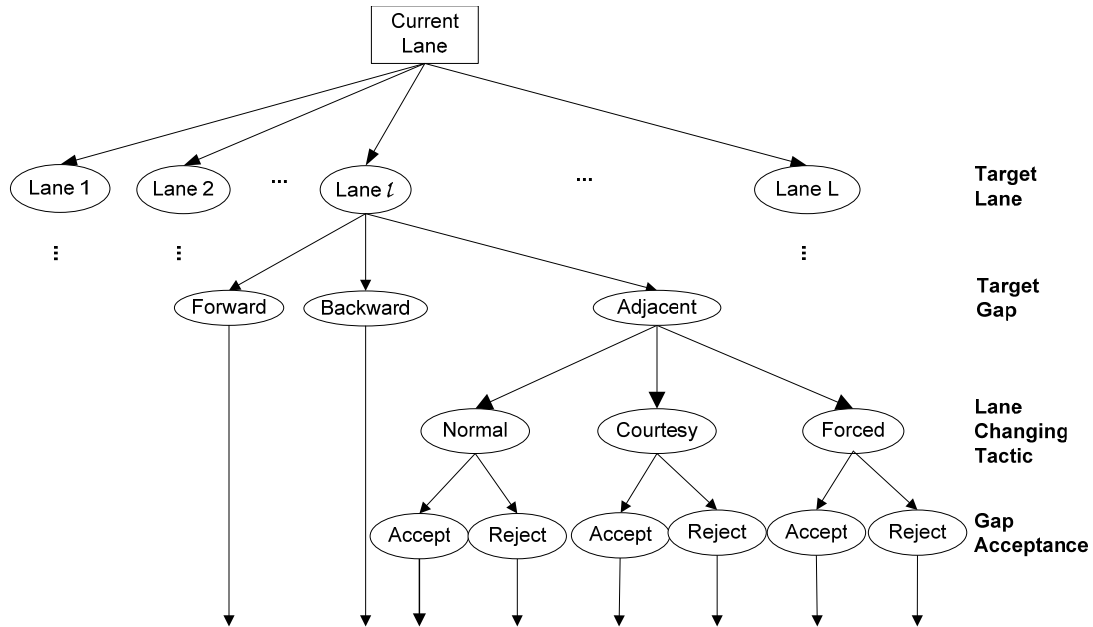 Current
Lane
Lane 1
Lane 2
...
Lane l
...
Lane L
Target
Lane
...
...
...
Forward
Backward
Adjacent
Target
Gap
Normal
Courtesy
Forced
Lane
Changing
Tactic
Accept
Reject
Accept
Reject
Accept
Reject
Gap
Acceptance